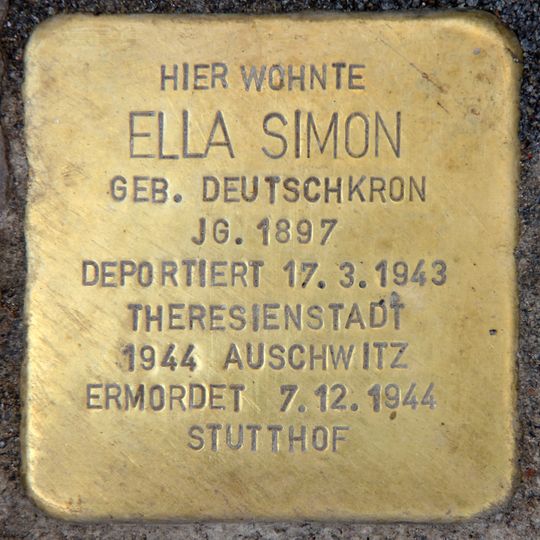 HIER WOHNTE
ELLA SIMON
GEB. DEUTSCHKRON
JG. 1897
DEPORTIERT 17.3.1943
THERESIENSTADT
1944 AUSCHWITZ
ERMORDET 7.12.1944
STUTTHOF